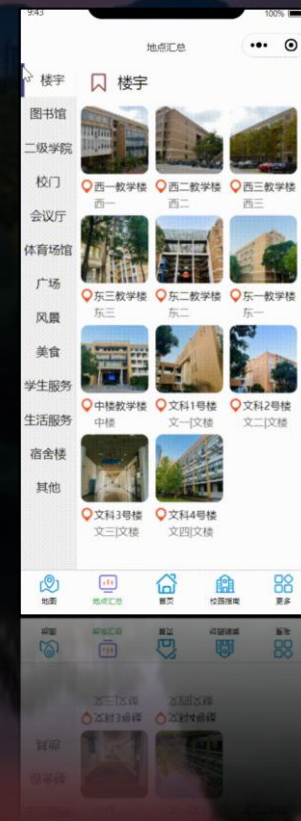 9:43
100%
地点汇总
楼宇
图书馆
二级学院
校门
会议厅
体育场馆
广场
风景
美食
学生服务
生活服务
宿舍楼
其他
楼宇
西一教学楼 西二教学楼 西三教学楼
西一 西二 西三
东三教学楼 东二教学楼 东一教学楼
东三 东二 东一
中楼教学楼 文科1号楼 文科2号楼
中楼 文一|文楼 文二|文楼
文科3号楼 文科4号楼
文三|文楼 文四|文楼
地图 地点汇总 首页 校园指南 更多